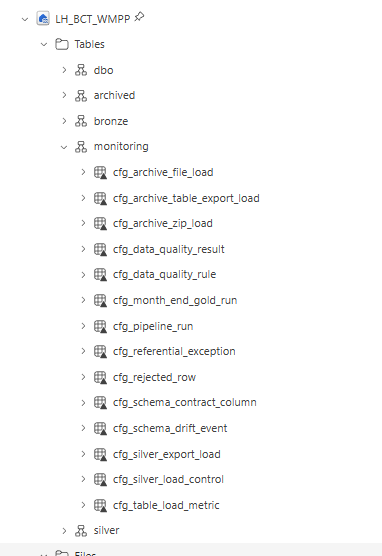 LH_BCT_WMPP
Tables
dbo
archived
bronze
monitoring
cfg_archive_file_load
cfg_archive_table_export_load
cfg_archive_zip_load
cfg_data_quality_result
cfg_data_quality_rule
cfg_month_end_gold_run
cfg_pipeline_run
cfg_referential_exception
cfg_rejected_row
cfg_schema_contract_column
cfg_schema_drift_event
cfg_silver_export_load
cfg_silver_load_control
cfg_table_load_metric
silver
Files